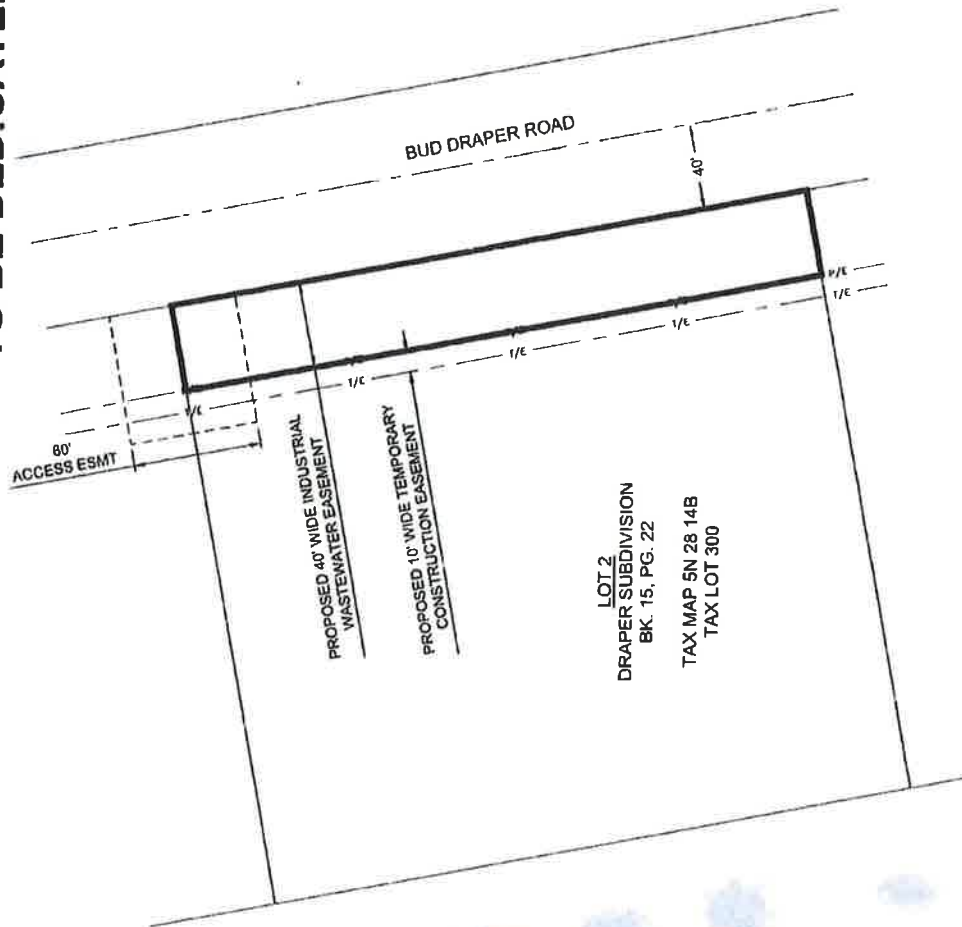 BUD DRAPER ROAD
40'
P/E
T/E
T/E
T/E
T/E
T/E
60'
ACCESS ESMT
PROPOSED 40' WIDE INDUSTRIAL
WASTEWATER EASEMENT
PROPOSED 10' WIDE TEMPORARY
CONSTRUCTION EASEMENT
LOT 2
DRAPER SUBDIVISION
BK. 15, PG. 22
TAX MAP 5N 28 14B
TAX LOT 300